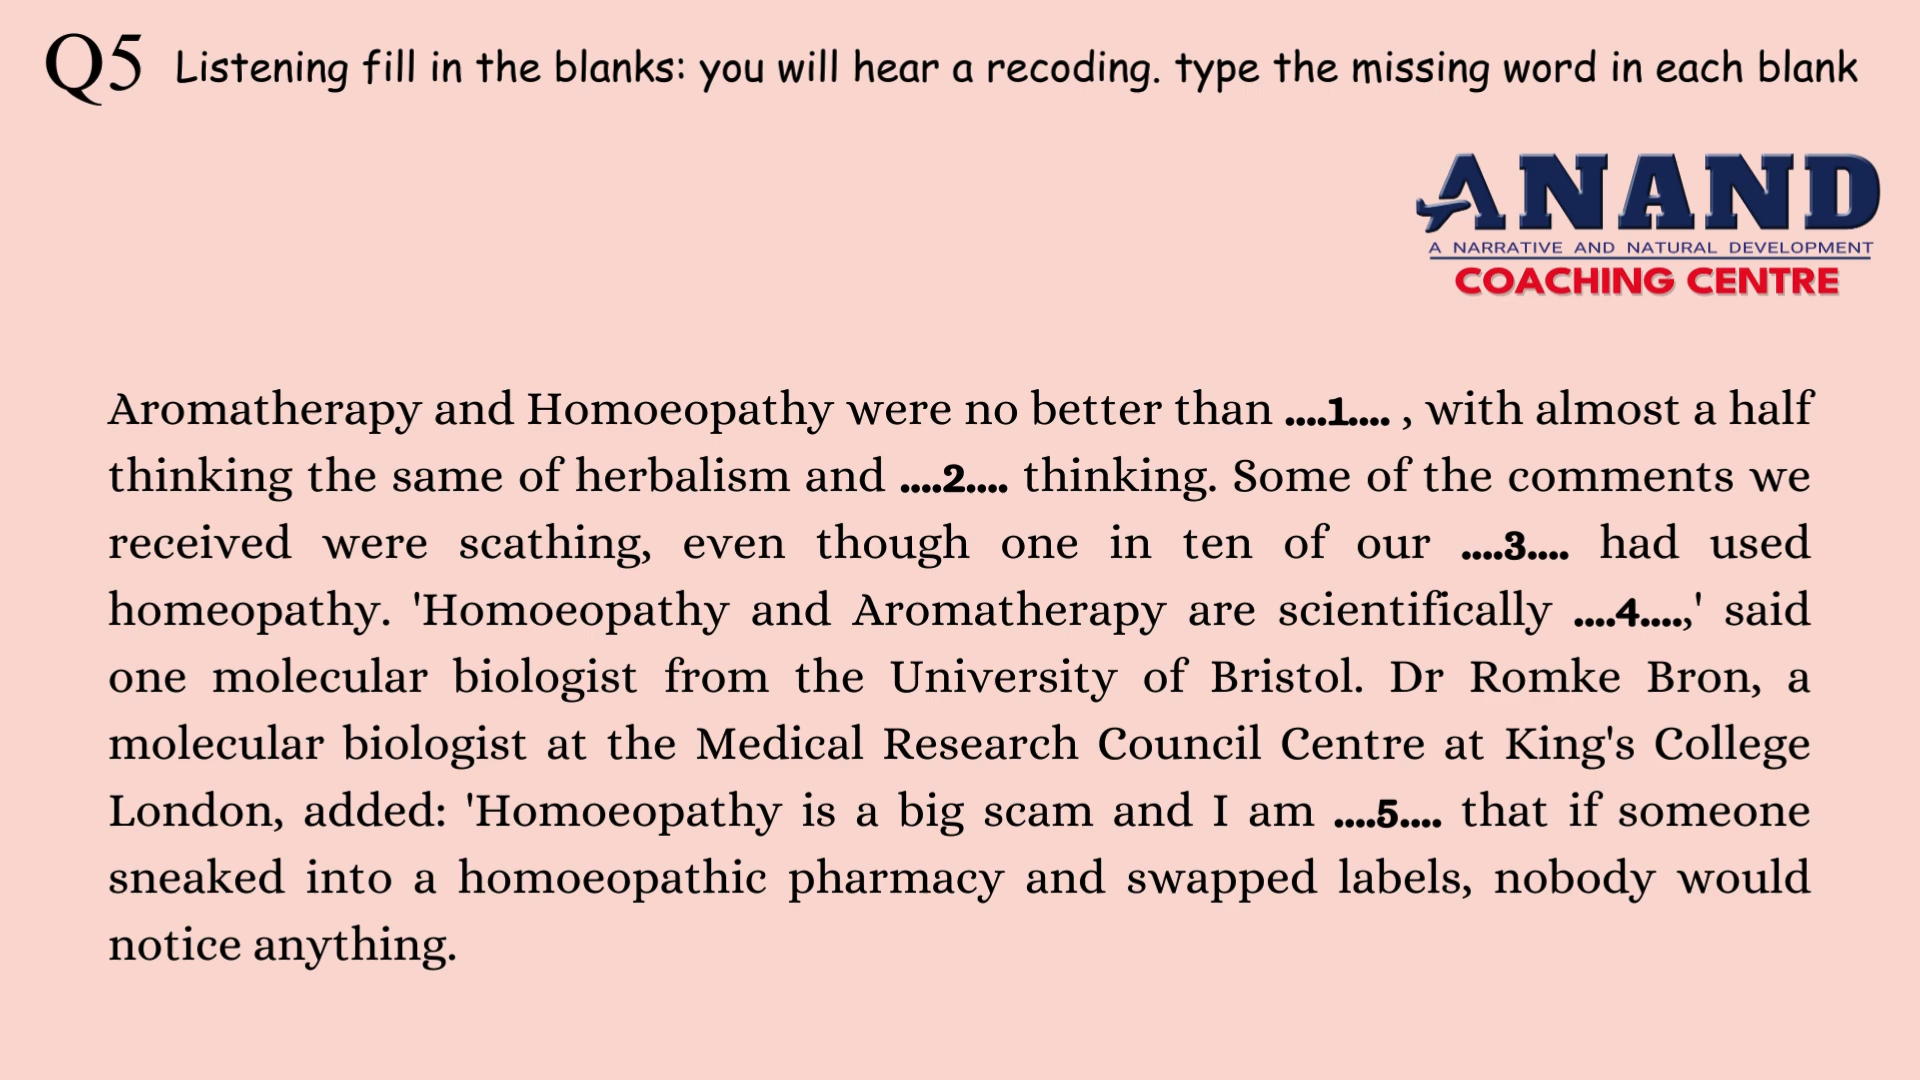 Q5 Listening fill in the blanks: you will hear a recoding. type the missing word in each blank
ANAND
A NARRATIVE AND NATURAL DEVELOPMENT
COACHING CENTRE
Aromatherapy and Homoeopathy were no better than ....1.... , with almost a half
thinking the same of herbalism and ....2.... thinking. Some of the comments we
received were scathing, even though one in ten of our ....3.... had used
homeopathy. 'Homoeopathy and Aromatherapy are scientifically ....4....,' said
one molecular biologist from the University of Bristol. Dr Romke Bron, a
molecular biologist at the Medical Research Council Centre at King's College
London, added: 'Homoeopathy is a big scam and I am ....5.... that if someone
sneaked into a homoeopathic pharmacy and swapped labels, nobody would
notice anything.